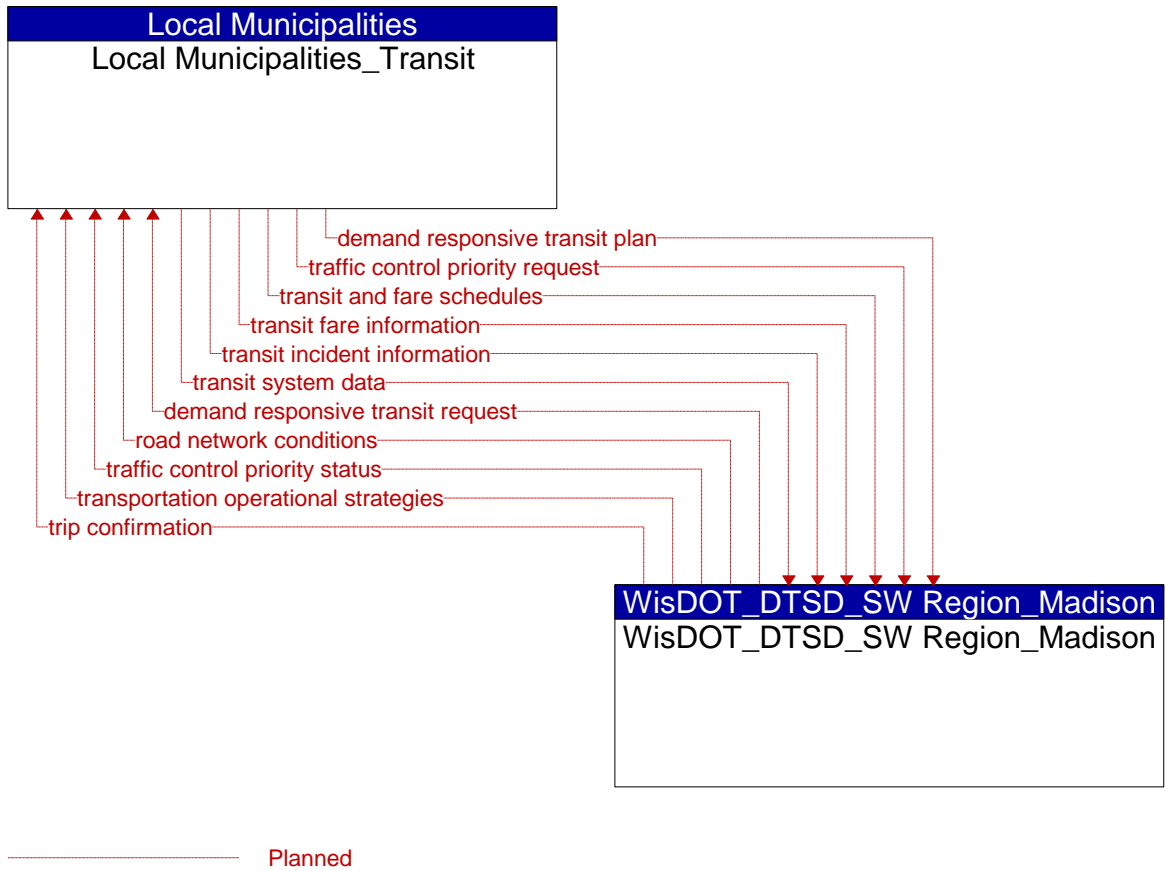 Local Municipalities
Local Municipalities_Transit
demand responsive transit plan
traffic control priority request
transit and fare schedules
transit fare information
transit incident information
transit system data
demand responsive transit request
road network conditions
traffic control priority status
transportation operational strategies
trip confirmation
WisDOT_DTSD_SW Region_Madison
WisDOT_DTSD_SW Region_Madison
Planned